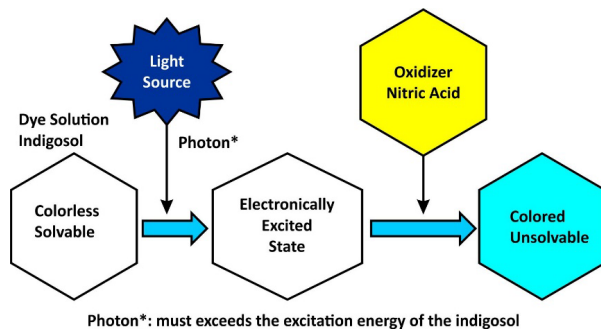 Light
Source
Oxidizer
Nitric Acid
Dye Solution
Indigosol
Photon*
Colorless
Solvable
Electronically
Excited
State
Colored
Unsolvable
Photon*: must exceeds the excitation energy of the indigosol